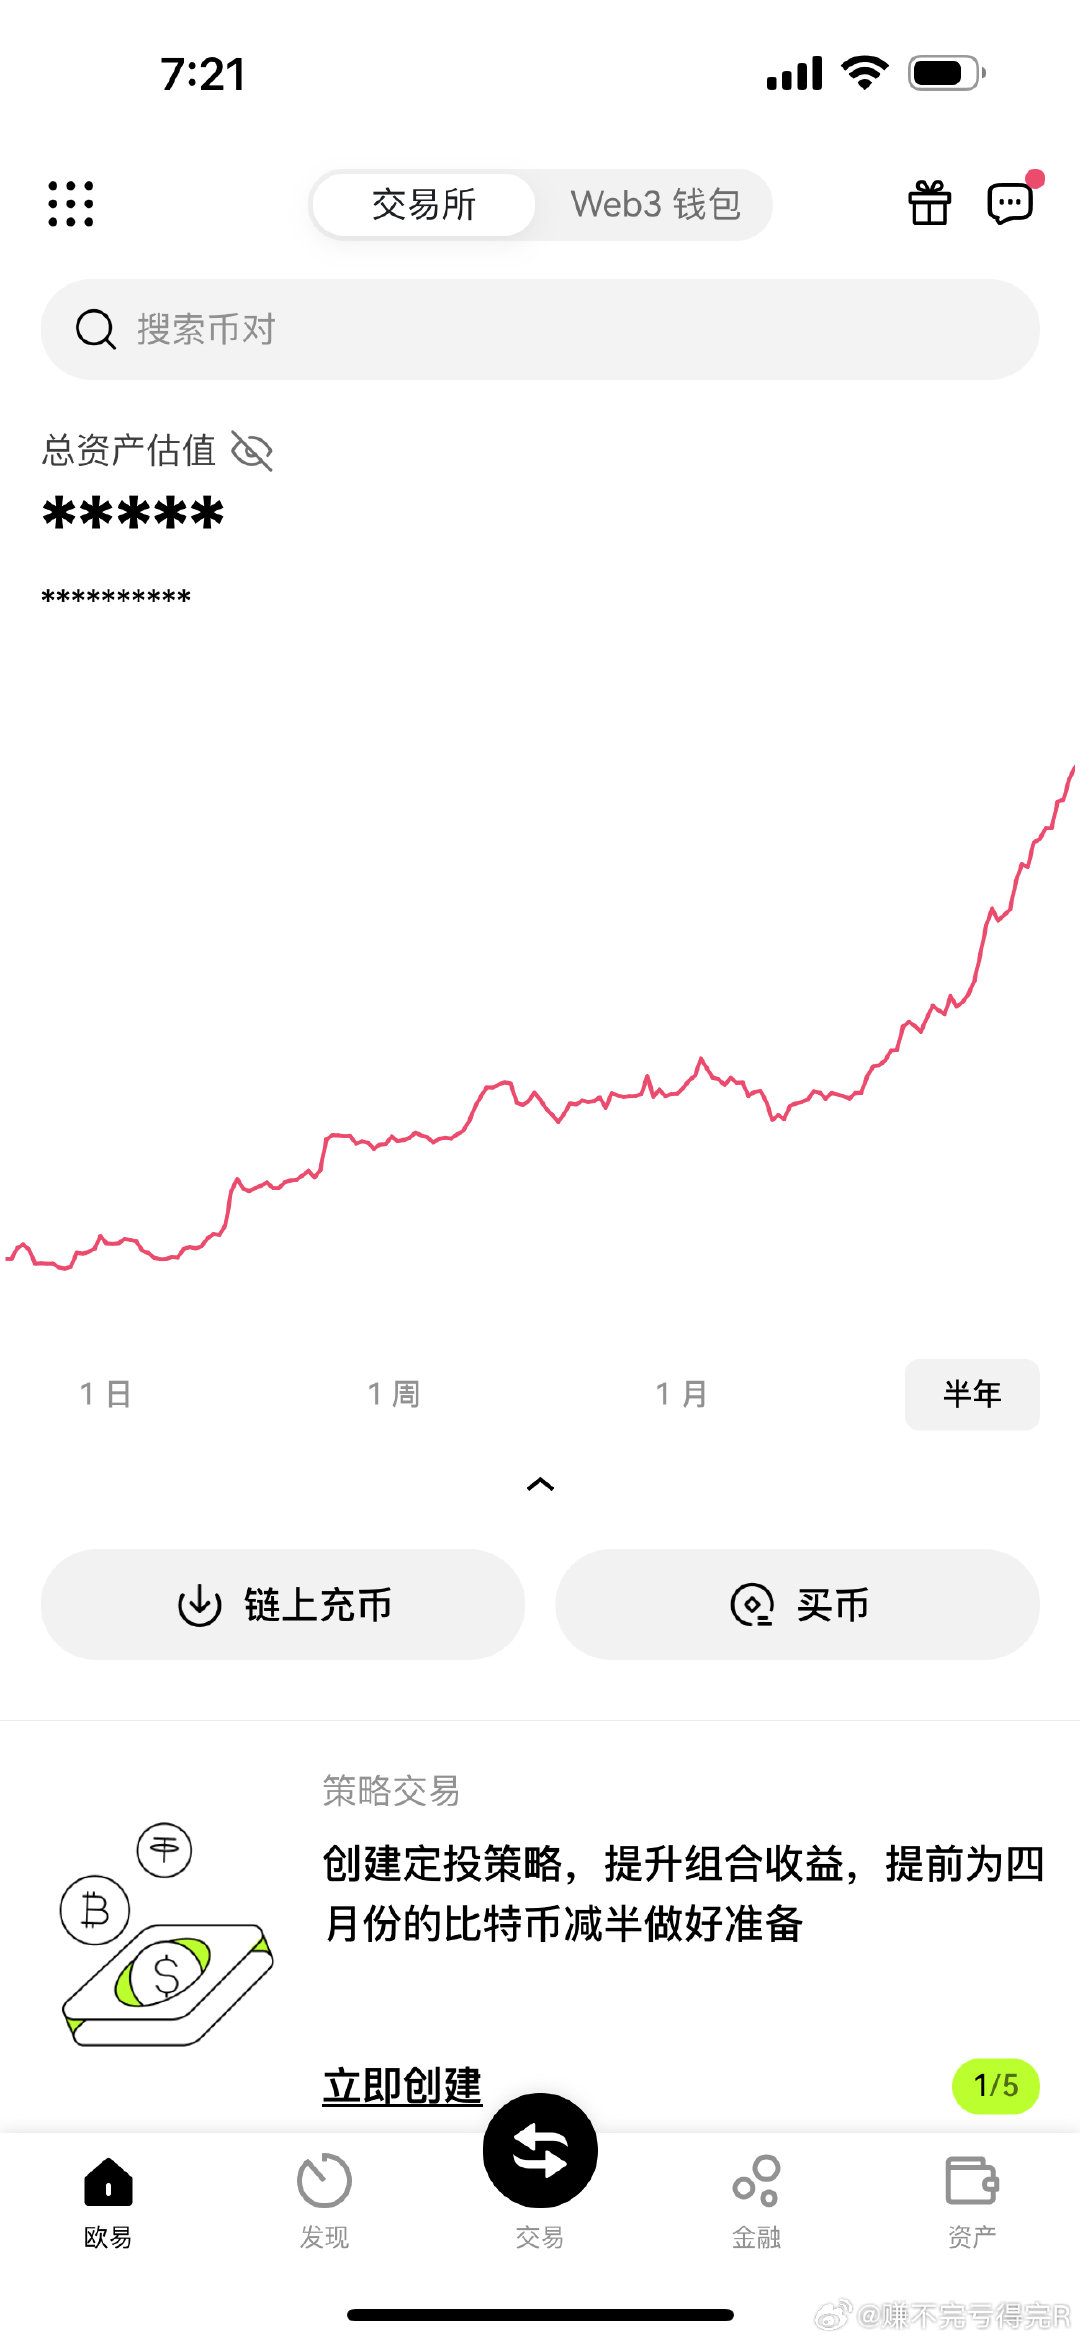 7:21
交易所
Web3 钱包
搜索币对
总资产估值
*****
**********
1 日
1 周
1 月
半年
链上充币
买币
策略交易
创建定投策略，提升组合收益，提前为四
月份的比特币减半做好准备
立即创建
1/5
欧易
发现
交易
金融
资产
@赚不完亏得完R